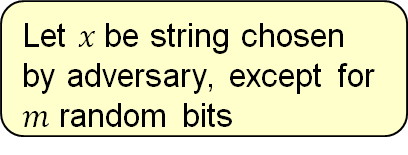 Let x be string chosen
by adversary, except for
m random bits